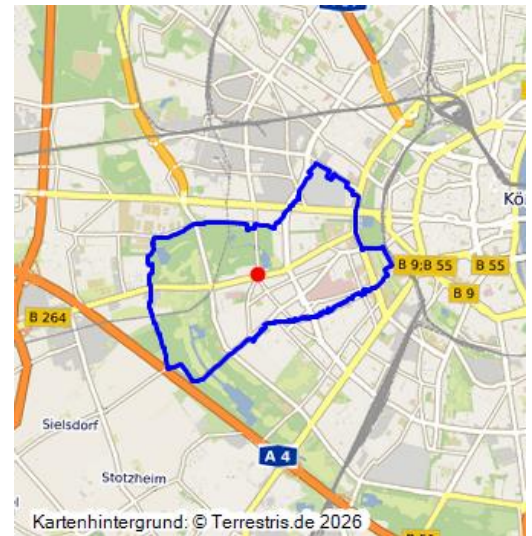 Kö
B 9;B 55
B 55
B 9
B 264
Sielsdorf
A 4
Stotzheim
Kartenhintergrund: © Terrestris.de 2026